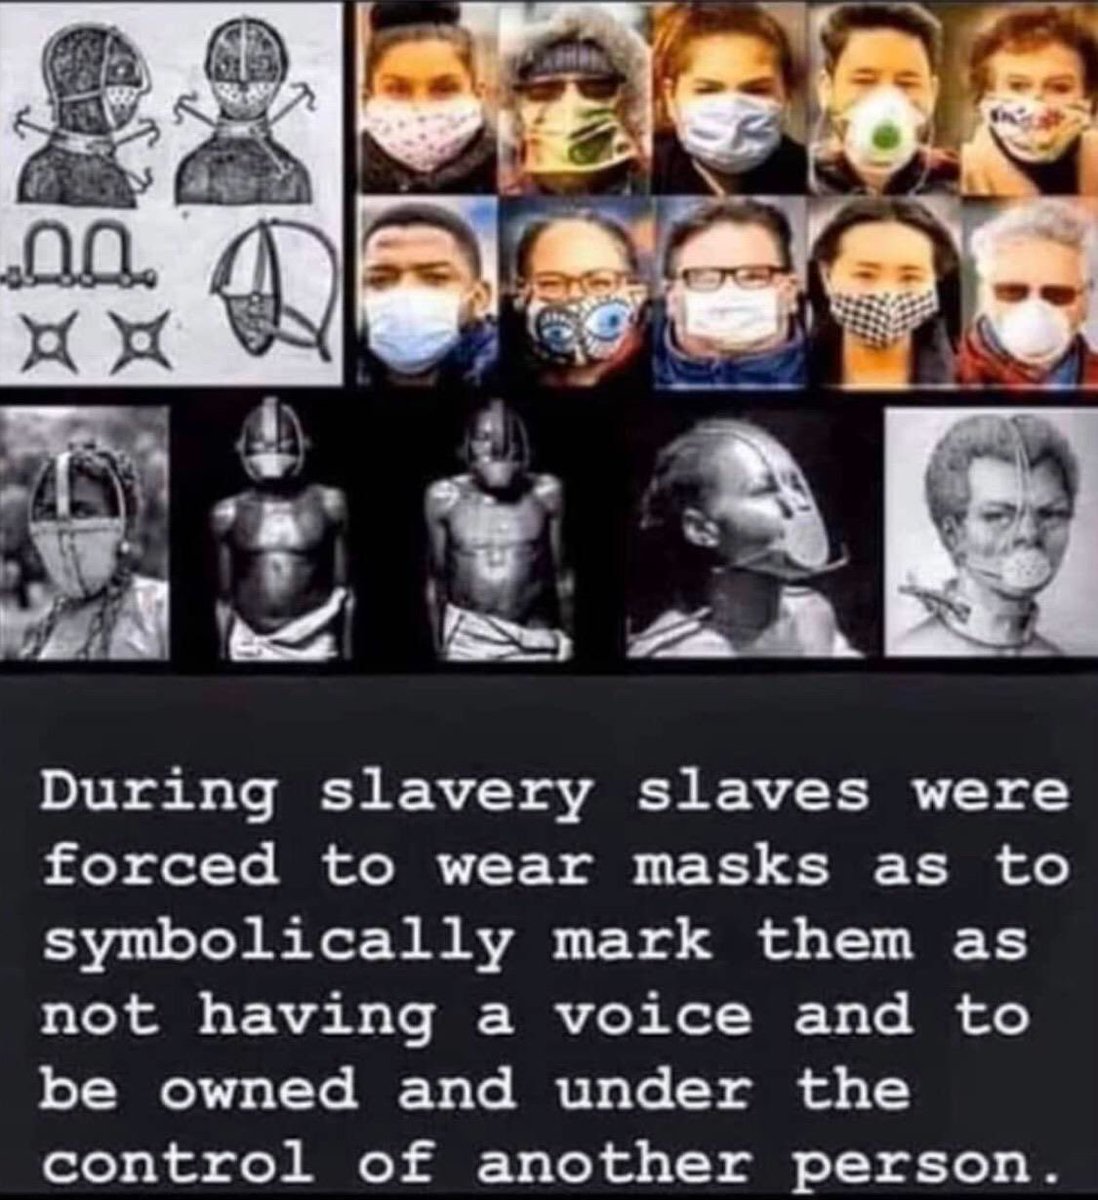 During slavery slaves were
forced to wear masks as to
symbolically mark them as
not having a voice and to
be owned and under the
control of another person.